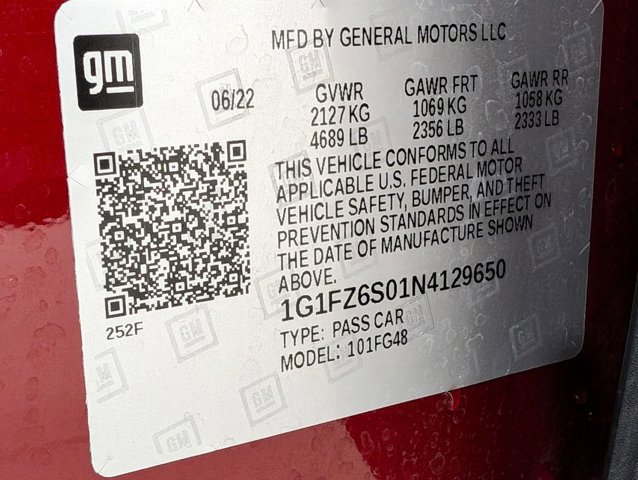 gm
MFD BY GENERAL MOTORS LLC
06/22 GVWR GAWR FRT GAWR RR
2127 KG 1069 KG 1058 KG
4689 LB 2356 LB 2333 LB
THIS VEHICLE CONFORMS TO ALL
APPLICABLE U.S. FEDERAL MOTOR
VEHICLE SAFETY, BUMPER, AND THEFT
PREVENTION STANDARDS IN EFFECT ON
THE DATE OF MANUFACTURE SHOWN
ABOVE.
1G1FZ6S01N4129650
TYPE: PASS CAR
MODEL: 101FG48
252F